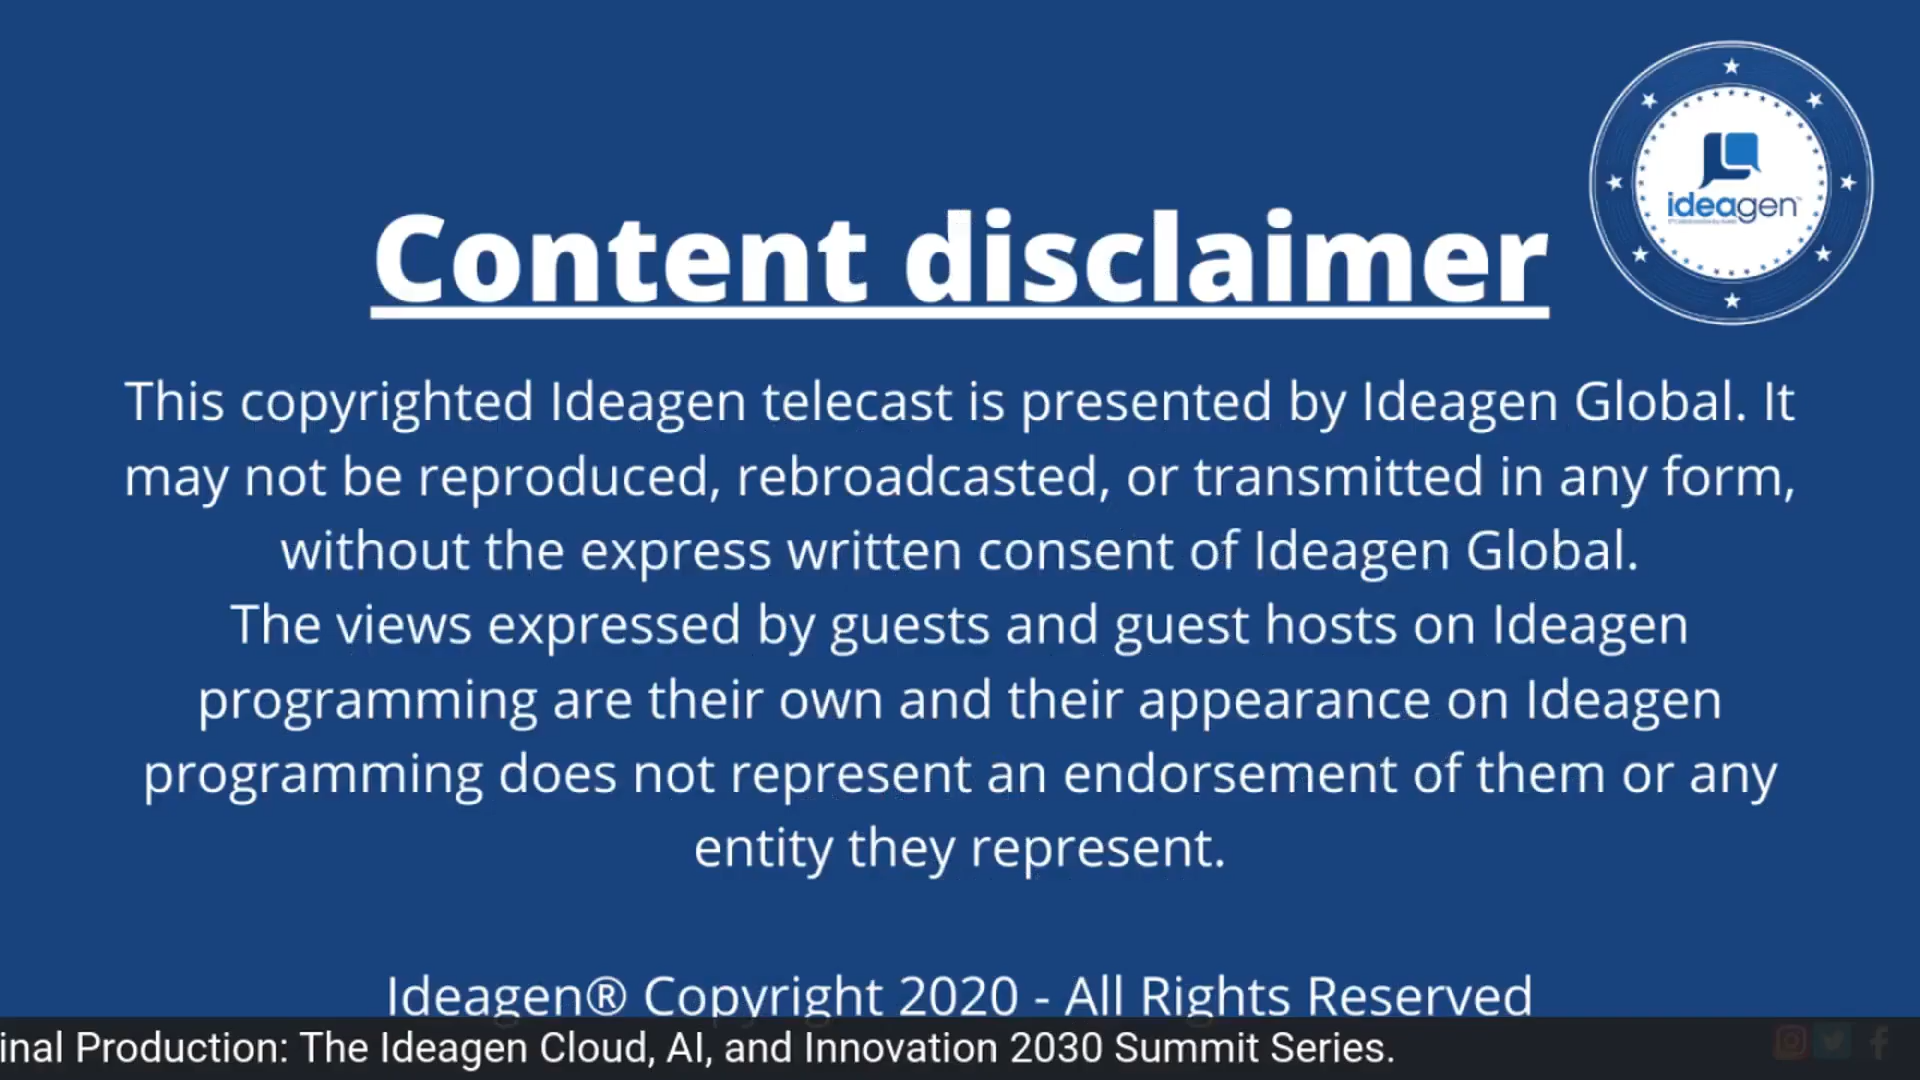 ideagen
Content disclaimer
This copyrighted Ideagen telecast is presented by Ideagen Global. It
may not be reproduced, rebroadcasted, or transmitted in any form,
without the express written consent of Ideagen Global.
The views expressed by guests and guest hosts on Ideagen
programming are their own and their appearance on Ideagen
programming does not represent an endorsement of them or any
entity they represent.
Ideagen® Copyright 2020 - All Rights Reserved
inal Production: The Ideagen Cloud, AI, and Innovation 2030 Summit Series.